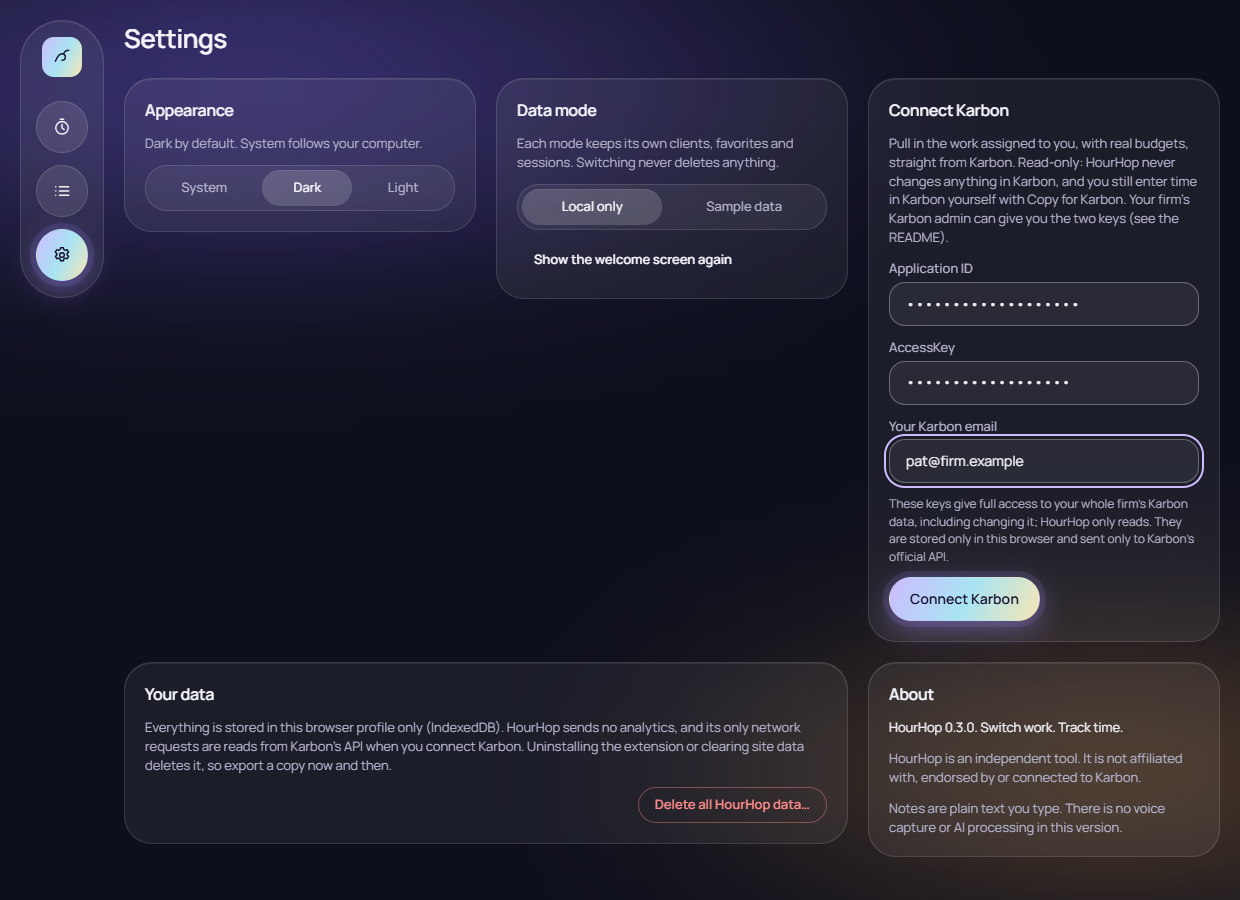 Settings
Appearance
Dark by default. System follows your computer.
System
Dark
Light
Data mode
Each mode keeps its own clients, favorites and
sessions. Switching never deletes anything.
Local only
Sample data
Show the welcome screen again
Connect Karbon
Pull in the work assigned to you, with real budgets,
straight from Karbon. Read-only: HourHop never
changes anything in Karbon, and you still enter time
in Karbon yourself with Copy for Karbon. Your firm's
Karbon admin can give you the two keys (see the
README).
Application ID
•••••••••••••••••••
AccessKey
••••••••••••••••••
Your Karbon email
pat@firm.example
These keys give full access to your whole firm's Karbon
data, including changing it; HourHop only reads. They
are stored only in this browser and sent only to Karbon's
official API.
Connect Karbon
Your data
Everything is stored in this browser profile only (IndexedDB). HourHop sends no analytics, and its only network
requests are reads from Karbon's API when you connect Karbon. Uninstalling the extension or clearing site data
deletes it, so export a copy now and then.
Delete all HourHop data…
About
HourHop 0.3.0. Switch work. Track time.
HourHop is an independent tool. It is not affiliated
with, endorsed by or connected to Karbon.
Notes are plain text you type. There is no voice
capture or AI processing in this version.